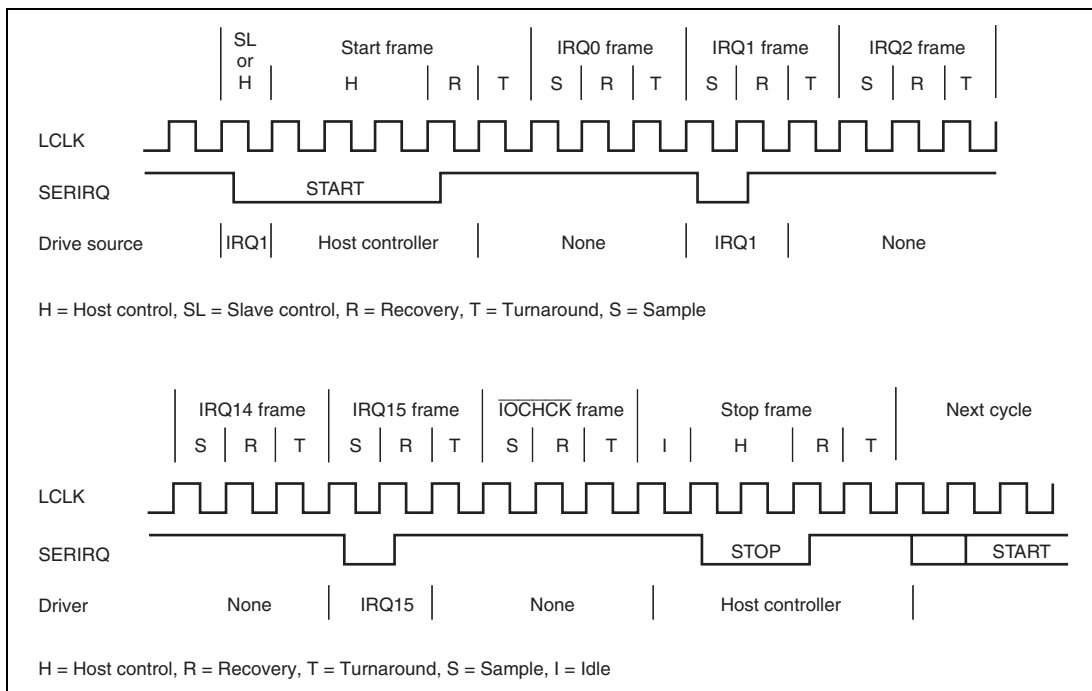 SL or H Start frame IRQ0 frame IRQ1 frame IRQ2 frame
H R T S R T S R T S R T
LCLK
SERIRQ START
Drive source IRQ1 Host controller None IRQ1 None
H = Host control, SL = Slave control, R = Recovery, T = Turnaround, S = Sample
IRQ14 frame IRQ15 frame IOCHCK frame Stop frame Next cycle
S R T S R T S R T I H R T
LCLK
SERIRQ STOP START
Driver None IRQ15 None Host controller
H = Host control, R = Recovery, T = Turnaround, S = Sample, I = Idle